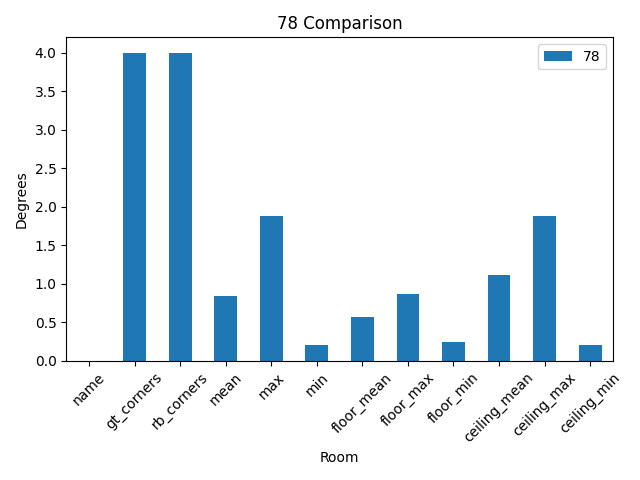 78 Comparison
78
Degrees
4.0
3.5
3.0
2.5
2.0
1.5
1.0
0.5
0.0
name
gt_corners
rb_corners
mean
max
min
floor_mean
floor_max
floor_min
ceiling_mean
ceiling_max
ceiling_min
Room